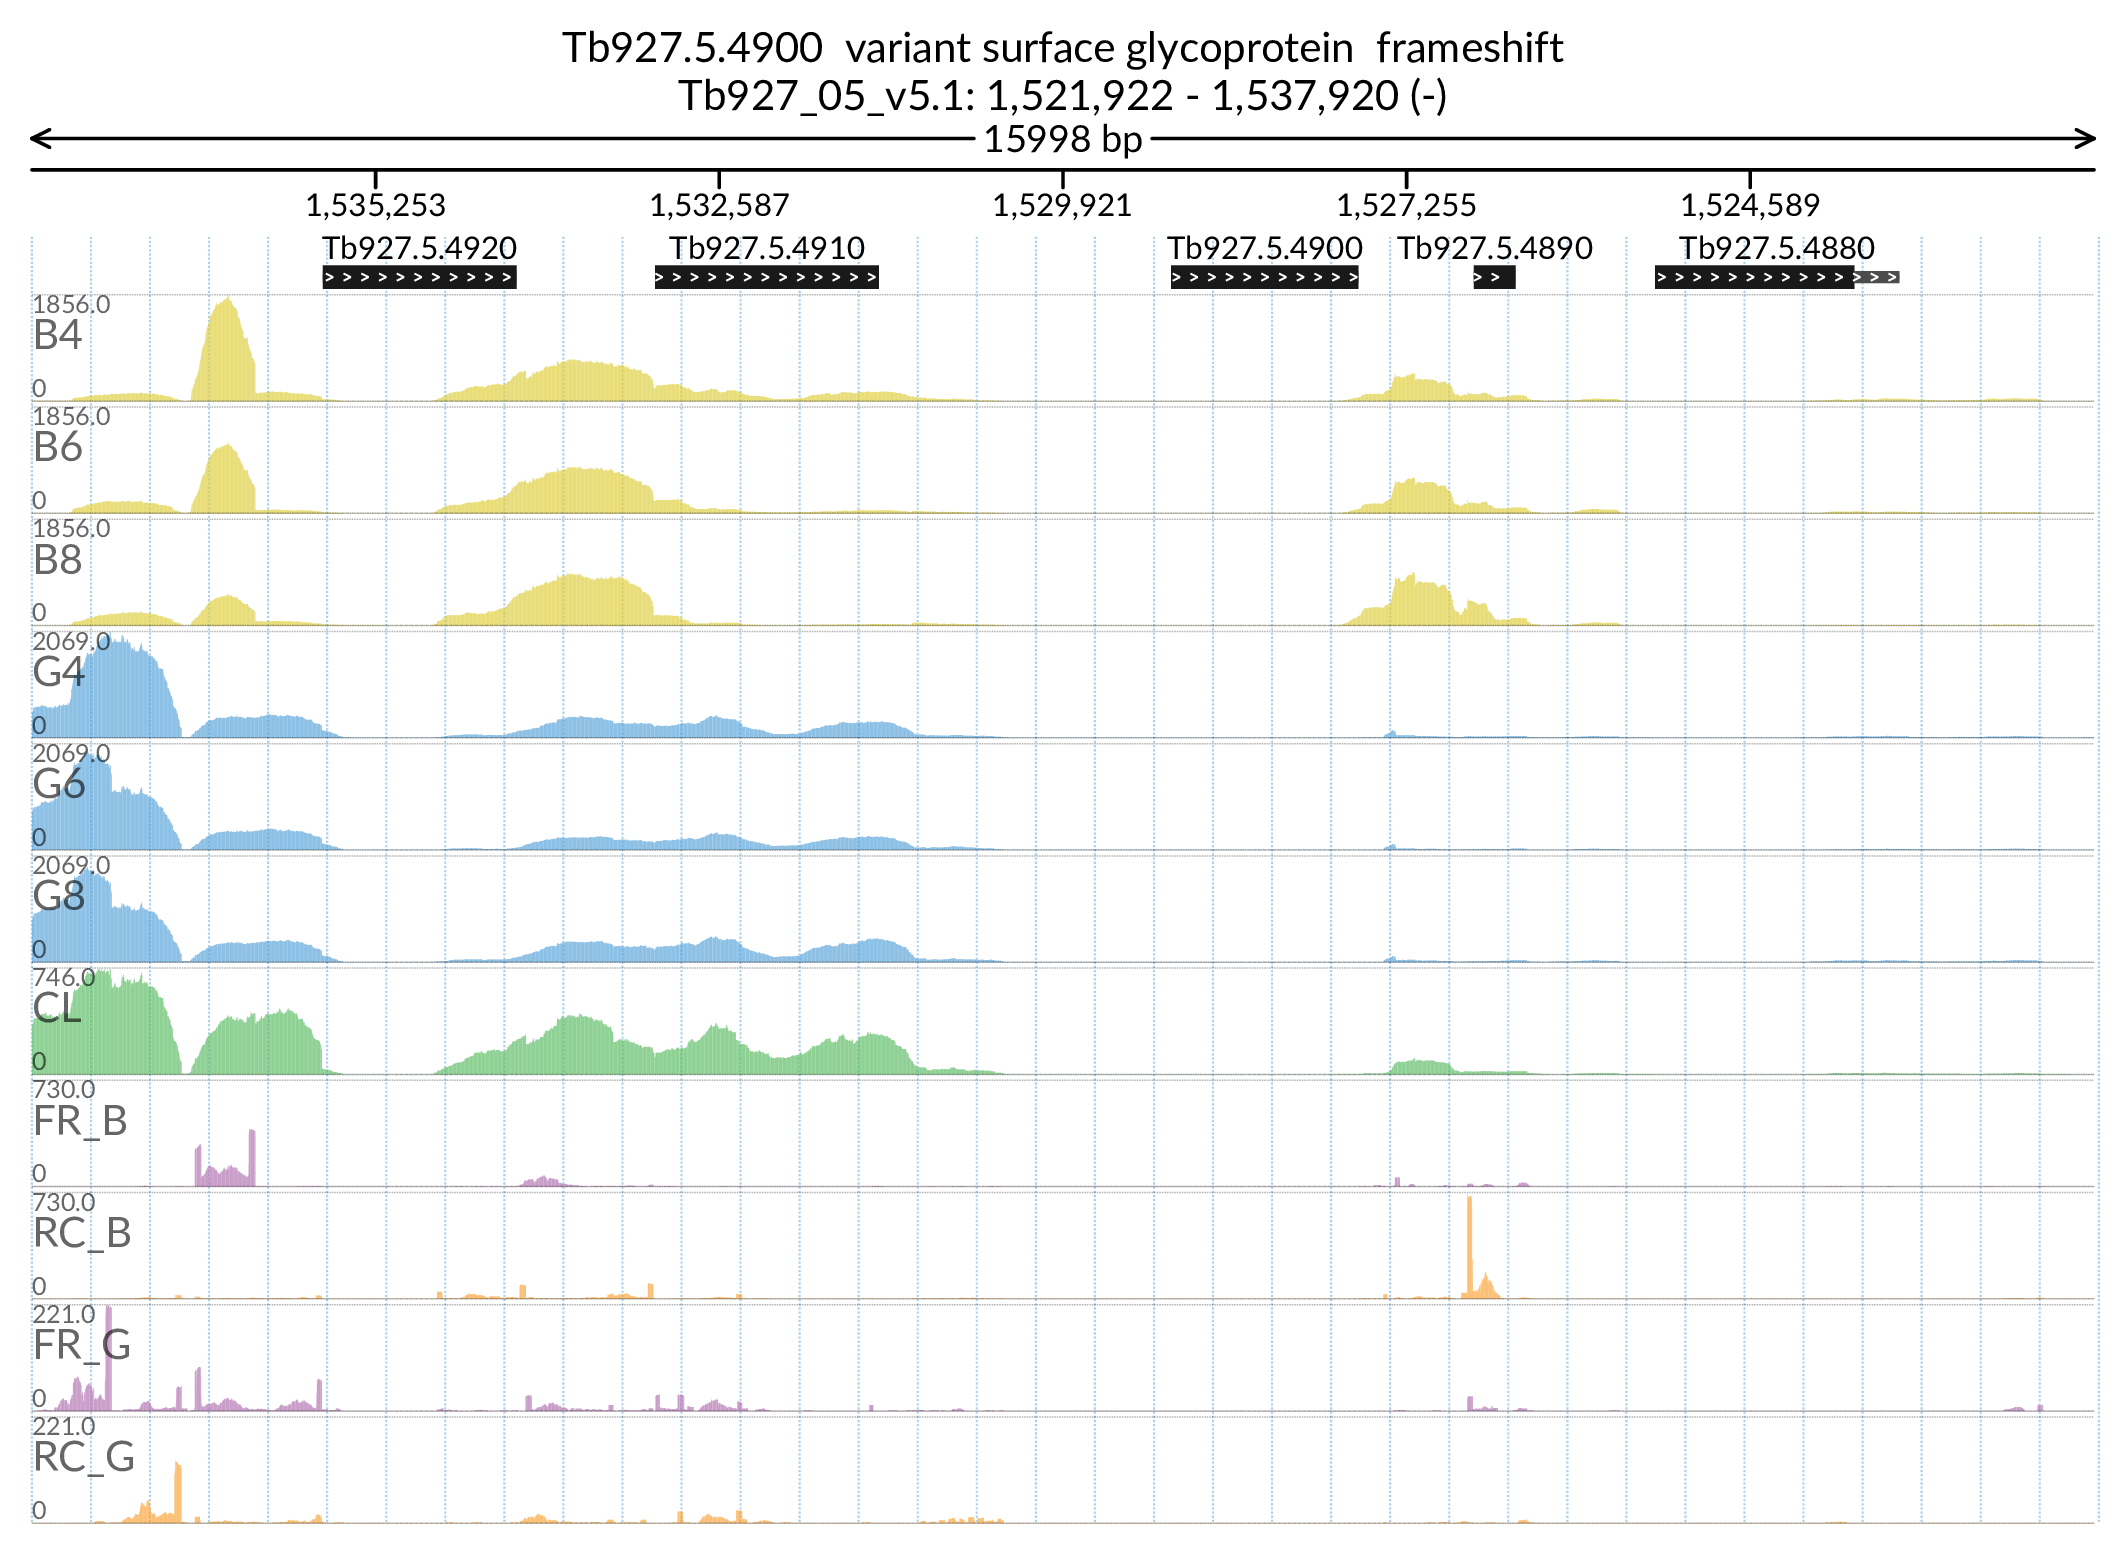 Tb927.5.4900 variant surface glycoprotein frameshift
Tb927_05_v5.1: 1,521,922 - 1,537,920 (-)
15998 bp
1,535,253 1,532,587 1,529,921 1,527,255 1,524,589
Tb927.5.4920 Tb927.5.4910 Tb927.5.4900 Tb927.5.4890 Tb927.5.4880
1856.0
B4
0
1856.0
B6
0
1856.0
B8
0
2069.0
G4
0
2069.0
G6
0
2069.0
G8
0
746.0
CL
0
730.0
FR_B
0
730.0
RC_B
0
221.0
FR_G
0
221.0
RC_G
0